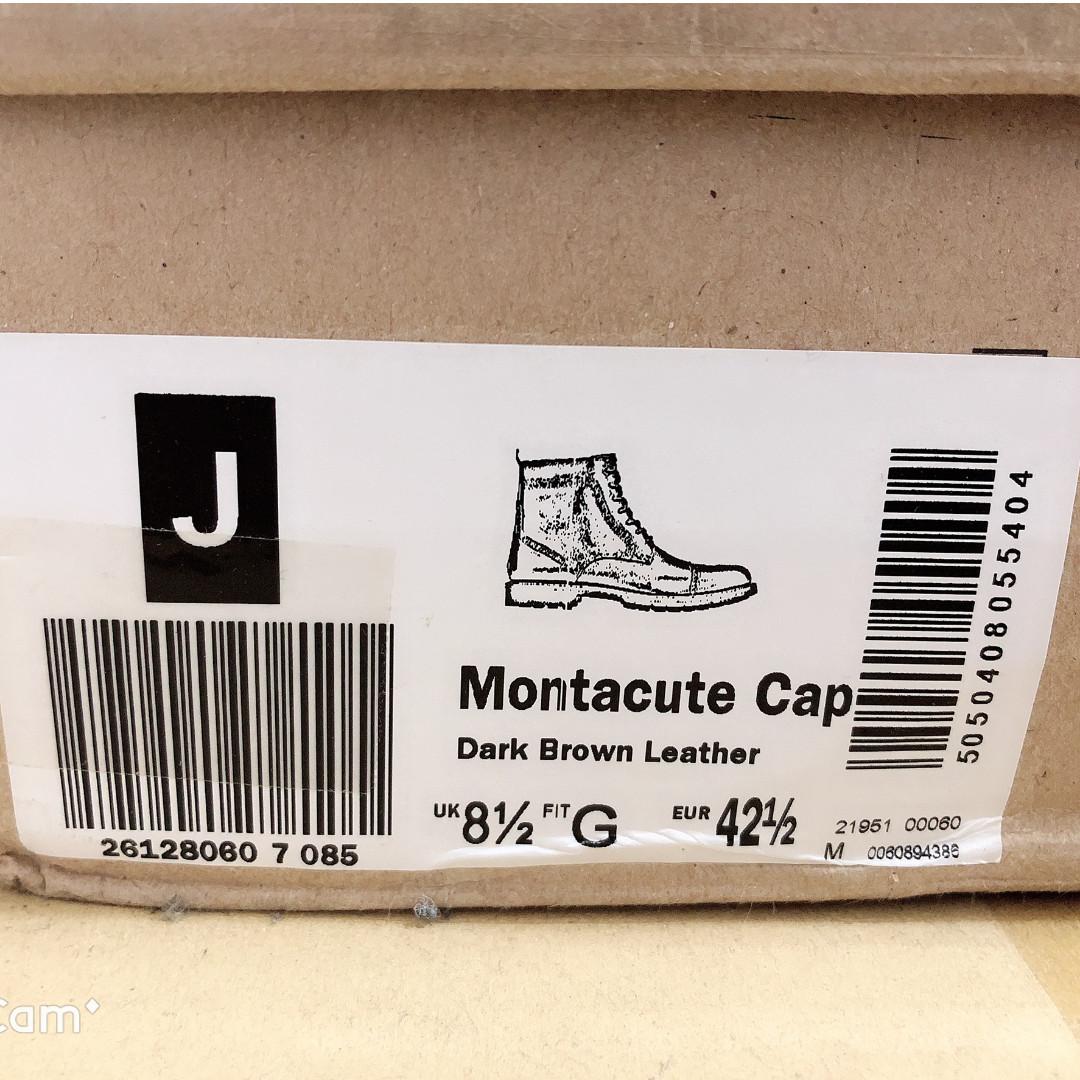 J
26128060 7 085
Montacute Cap
Dark Brown Leather
UK 8½ FIT G EUR 42½
21951 00060
M 0060894386
5050408055404
Cam